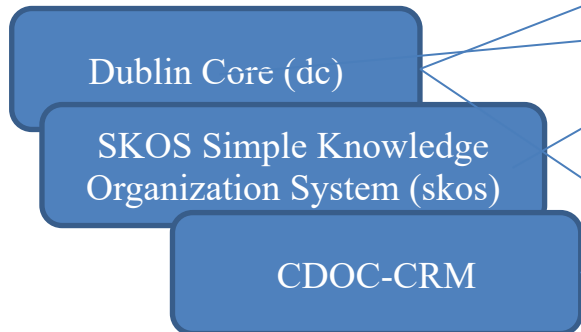 Dublin Core (dc)
SKOS Simple Knowledge
Organization System (skos)
CDOC-CRM